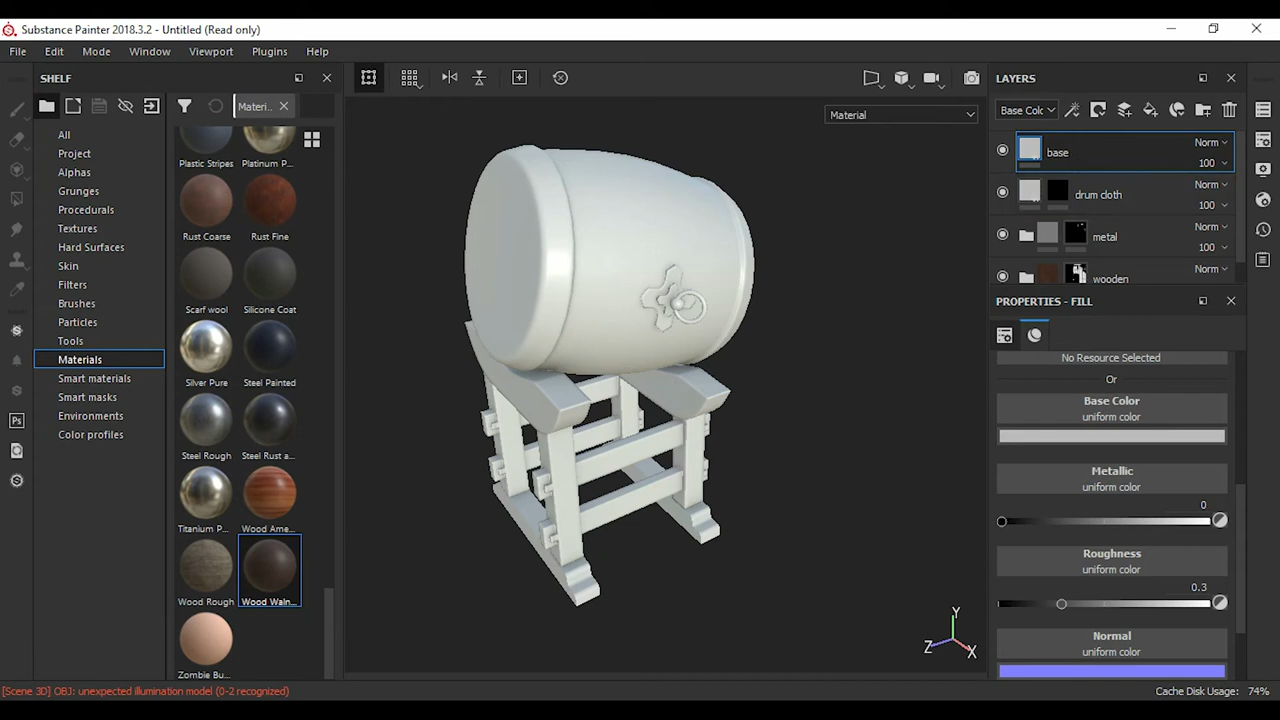 Substance Painter 2018.3.2 - Untitled (Read only)
File Edit Mode Window Viewport Plugins Help
SHELF
Materi..
All
Project
Alphas
Grunges
Procedurals
Textures
Hard Surfaces
Skin
Filters
Brushes
Particles
Tools
Materials
Smart materials
Smart masks
Environments
Color profiles
Ps
Plastic Stripes Platinum P...
Rust Coarse Rust Fine
Scarf wool Silicone Coat
Silver Pure Steel Painted
Steel Rough Steel Rust a...
Titanium P... Wood Ame...
Wood Rough Wood Waln...
Zombie Bu...
Material
Y
Z X
LAYERS
Base Colo
base Norm 100
drum cloth Norm 100
metal Norm 100
wooden Norm
PROPERTIES - FILL
No Resource Selected
Or
Base Color
uniform color
Metallic
uniform color
0
Roughness
uniform color
0.3
Normal
uniform color
[Scene 3D] OBJ: unexpected illumination model (0-2 recognized)
Cache Disk Usage: 74%